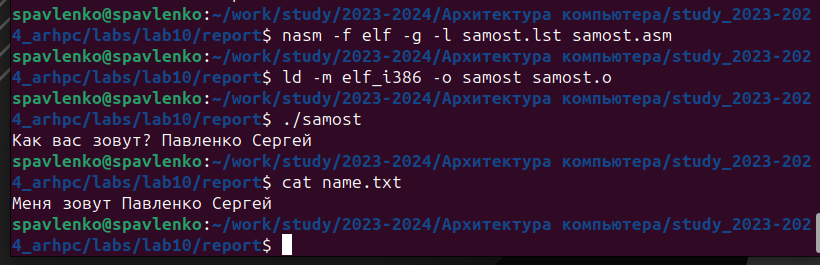 spavlenko@spavlenko:~/work/study/2023-2024/Архитектура компьютера/study_2023-202
4_arhpc/labs/lab10/report$ nasm -f elf -g -l samost.lst samost.asm
spavlenko@spavlenko:~/work/study/2023-2024/Архитектура компьютера/study_2023-202
4_arhpc/labs/lab10/report$ ld -m elf_i386 -o samost samost.o
spavlenko@spavlenko:~/work/study/2023-2024/Архитектура компьютера/study_2023-202
4_arhpc/labs/lab10/report$ ./samost
Как вас зовут? Павленко Сергей
spavlenko@spavlenko:~/work/study/2023-2024/Архитектура компьютера/study_2023-202
4_arhpc/labs/lab10/report$ cat name.txt
Меня зовут Павленко Сергей
spavlenko@spavlenko:~/work/study/2023-2024/Архитектура компьютера/study_2023-202
4_arhpc/labs/lab10/report$